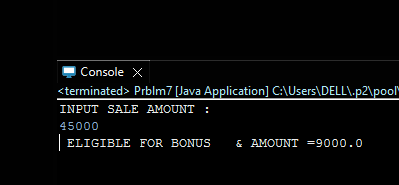 Console
<terminated> Prblm7 [Java Application] C:\Users\DELL\.p2\pool\
INPUT SALE AMOUNT :
45000
ELIGIBLE FOR BONUS   & AMOUNT =9000.0